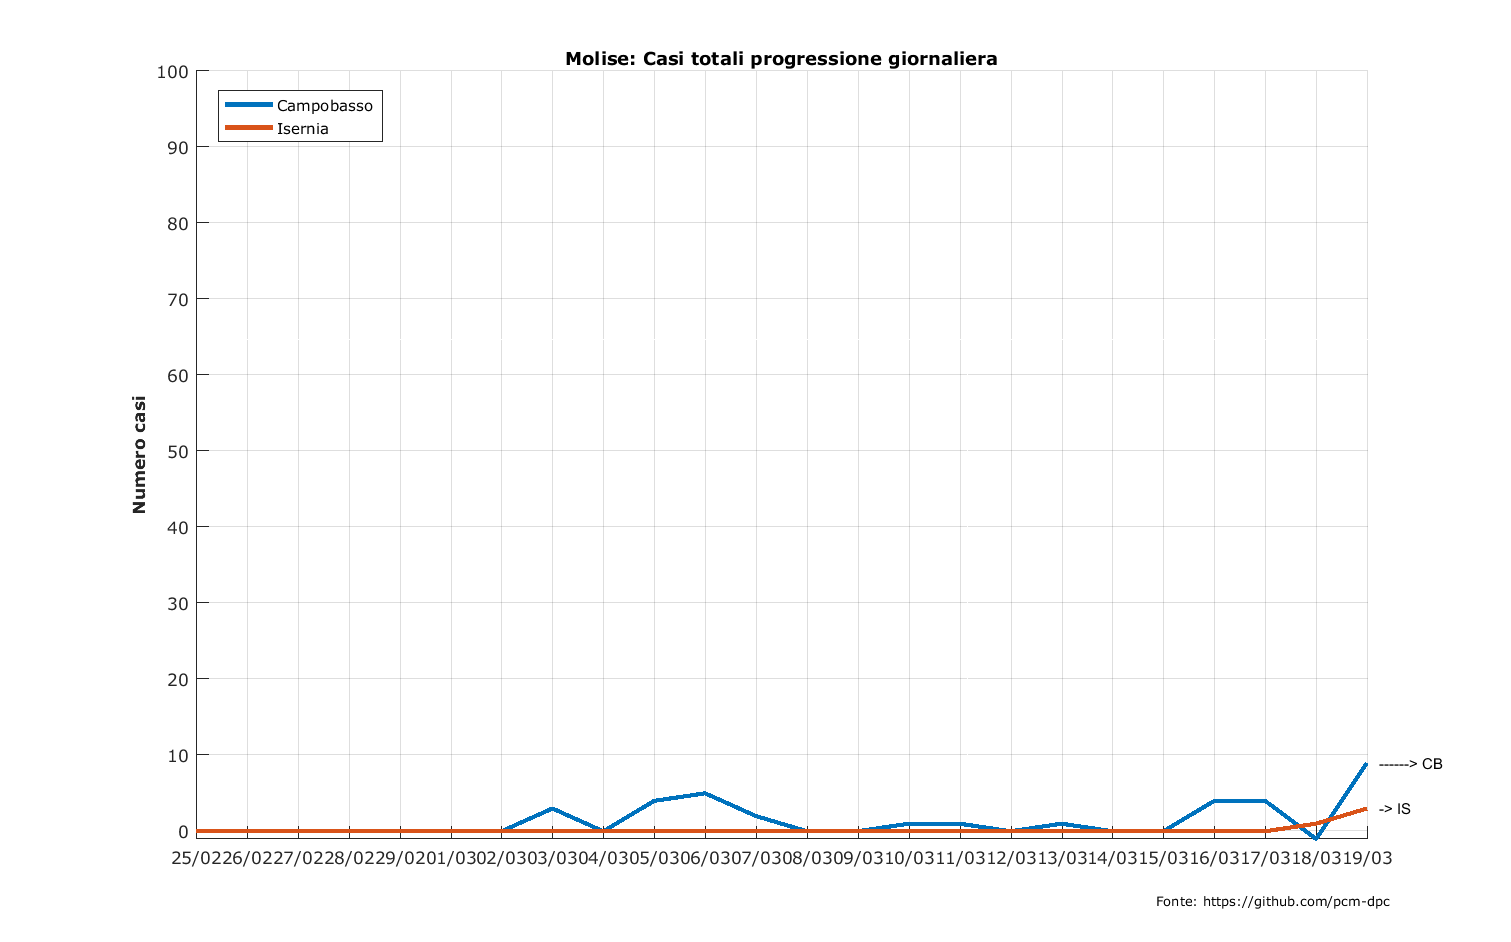 Molise: Casi totali progressione giornaliera
100
Campobasso
Isernia
90
80
70
60
50
40
30
20
10
0
Numero casi
------> CB
-> IS
25/02 26/02 27/02 28/02 29/02 01/03 02/03 03/03 04/03 05/03 06/03 07/03 08/03 09/03 10/03 11/03 12/03 13/03 14/03 15/03 16/03 17/03 18/03 19/03
Fonte: https://github.com/pcm-dpc